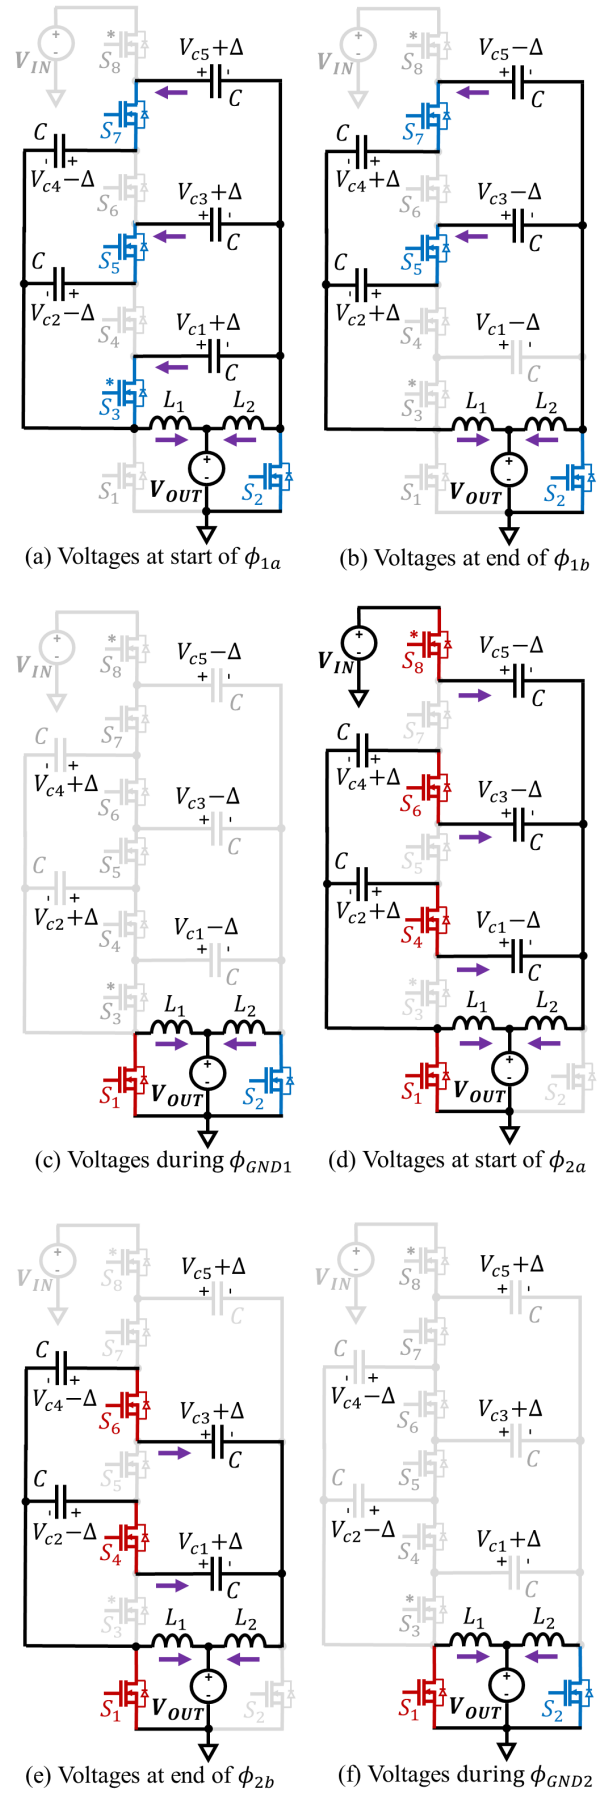 V_IN * S_8 V_c5+Δ + - C
S_7
C V_c4−Δ - +
S_6 V_c3+Δ + - C
S_5
C V_c2−Δ - +
S_4 V_c1+Δ + - C
* S_3 L_1 L_2
S_1 V_OUT + - S_2
(a) Voltages at start of ϕ_1a
V_IN * S_8 V_c5−Δ + - C
S_7
C V_c4+Δ - +
S_6 V_c3−Δ + - C
S_5
C V_c2+Δ - +
S_4 V_c1−Δ + - C
S_3 L_1 L_2
S_1 V_OUT + - S_2
(b) Voltages at end of ϕ_1b
V_IN * S_8 V_c5−Δ + - C
S_7
C V_c4+Δ - +
S_6 V_c3−Δ + - C
S_5
C V_c2+Δ - +
S_4 V_c1−Δ + - C
* S_3 L_1 L_2
S_1 V_OUT + - S_2
(c) Voltages during ϕ_GND1
V_IN * S_8 V_c5−Δ + - C
S_7
C V_c4+Δ - +
S_6 V_c3−Δ + - C
S_5
C V_c2+Δ - +
S_4 V_c1−Δ + - C
* S_3 L_1 L_2
S_1 V_OUT + - S_2
(d) Voltages at start of ϕ_2a
V_IN * S_8 V_c5+Δ + - C
S_7
C V_c4−Δ - +
S_6 V_c3+Δ + - C
S_5
C V_c2−Δ - +
S_4 V_c1+Δ + - C
* S_3 L_1 L_2
S_1 V_OUT + - S_2
(e) Voltages at end of ϕ_2b
V_IN * S_8 V_c5+Δ + - C
S_7
C V_c4−Δ - +
S_6 V_c3+Δ + - C
S_5
C V_c2−Δ - +
S_4 V_c1+Δ + - C
* S_3 L_1 L_2
S_1 V_OUT + - S_2
(f) Voltages during ϕ_GND2